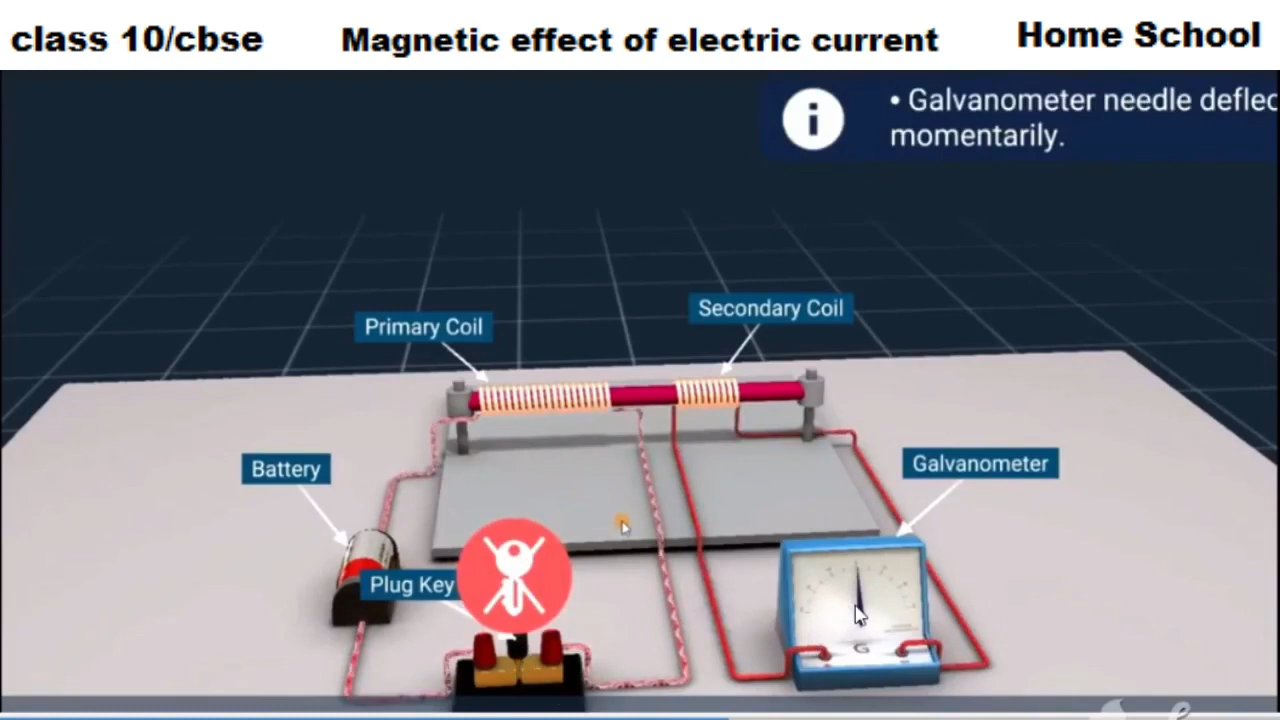 class 10/cbse Magnetic effect of electric current Home School
• Galvanometer needle deflec
momentarily.
Secondary Coil
Primary Coil
Galvanometer
Battery
Plug Key
G